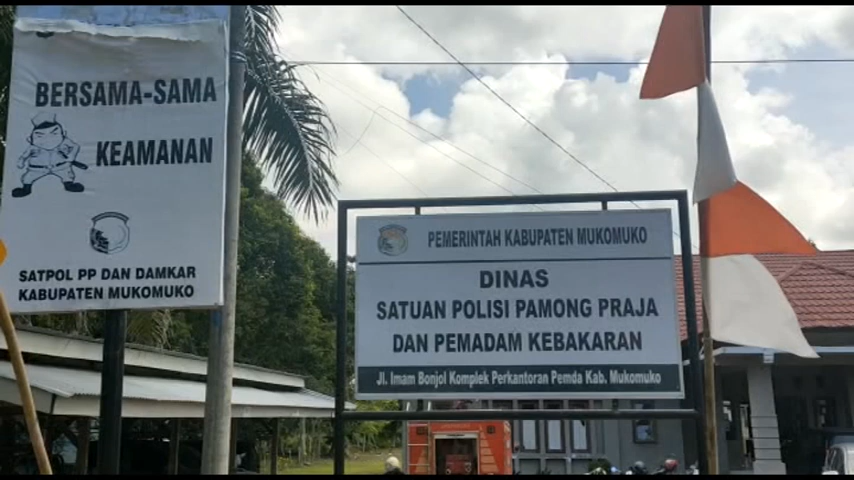 BERSAMA-SAMA
KEAMANAN
SATPOL PP DAN DAMKAR
KABUPATEN MUKOMUKO
PEMERINTAH KABUPATEN MUKOMUKO
DINAS
SATUAN POLISI PAMONG PRAJA
DAN PEMADAM KEBAKARAN
Jl. Imam Bonjol Komplek Perkantoran Pemda Kab. Mukomuko